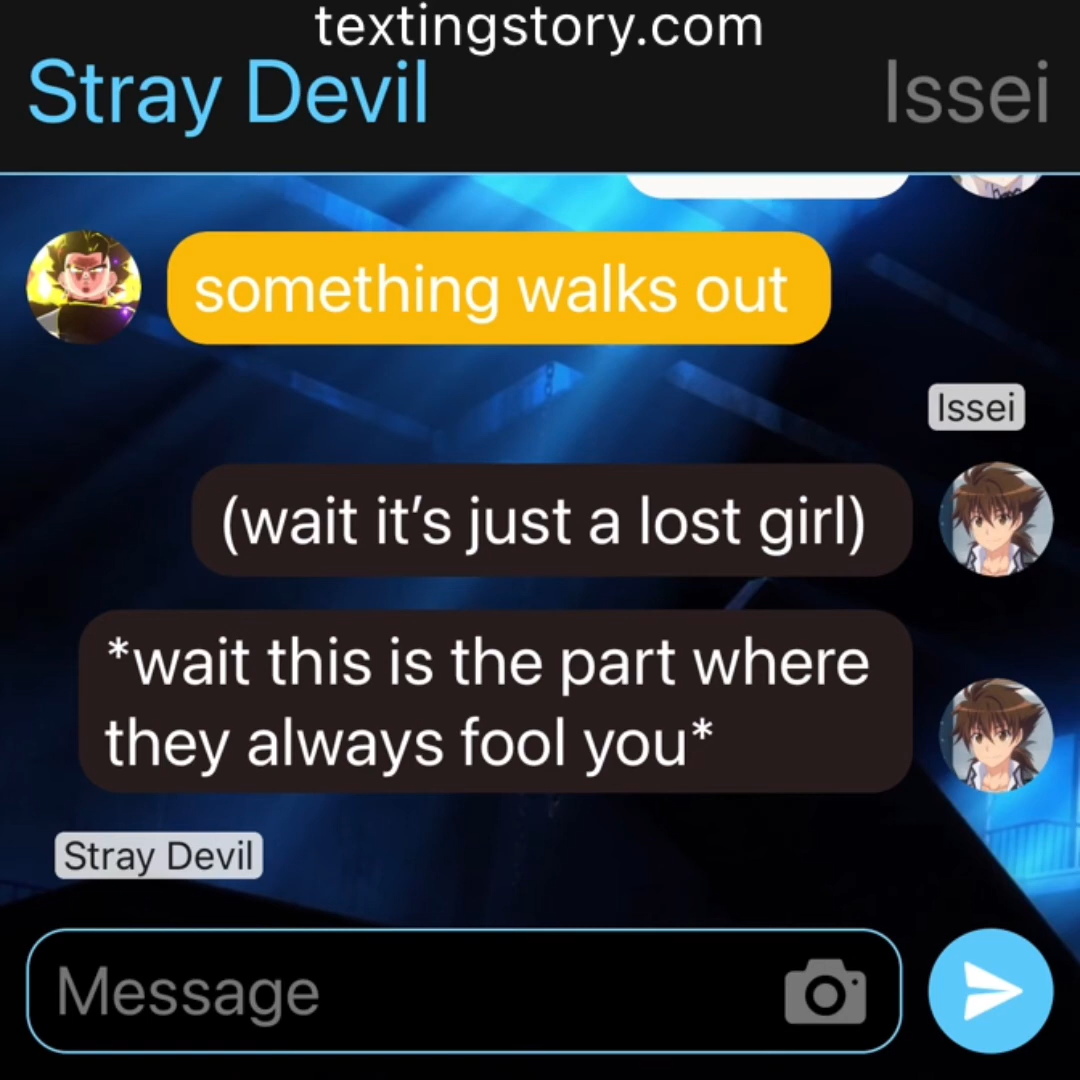 textingstory.com
Stray Devil
Issei
something walks out
Issei
(wait it’s just a lost girl)
*wait this is the part where
they always fool you*
Stray Devil
Message